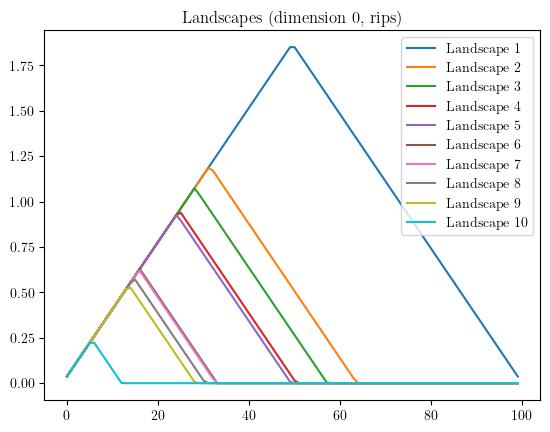 Landscapes (dimension 0, rips)
Landscape 1
Landscape 2
Landscape 3
Landscape 4
Landscape 5
Landscape 6
Landscape 7
Landscape 8
Landscape 9
Landscape 10
1.75
1.50
1.25
1.00
0.75
0.50
0.25
0.00
0 20 40 60 80 100